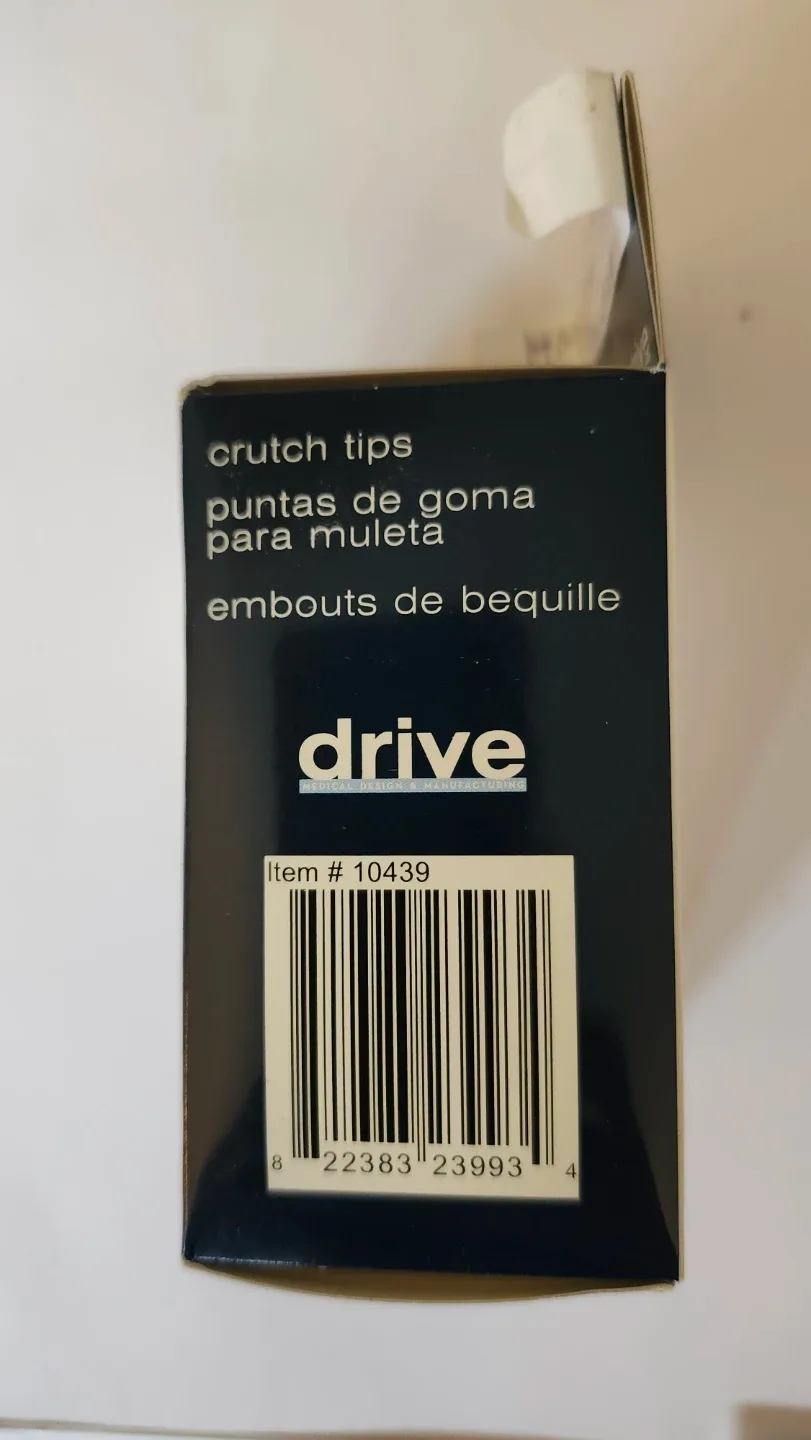 crutch tips
puntas de goma
para muleta
embouts de bequille
drive
MEDICAL DESIGN & MANUFACTURING
Item # 10439
8 22383 23993 4